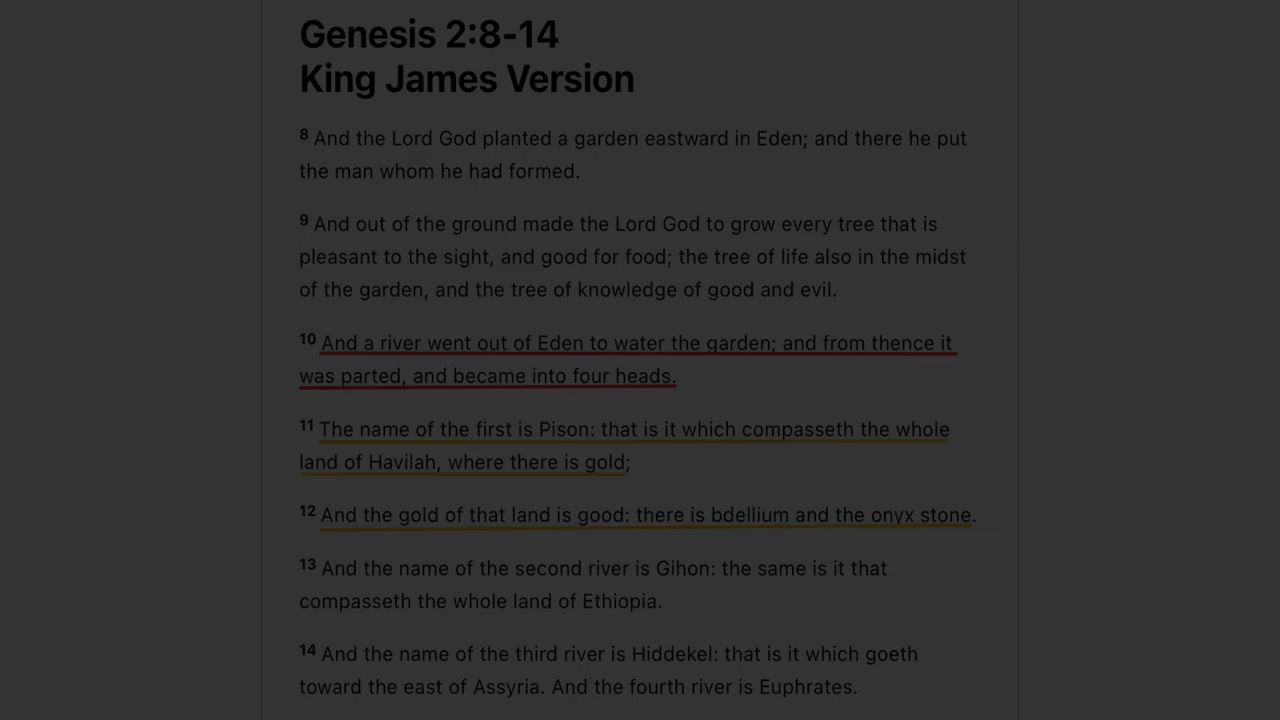 Genesis 2:8-14
King James Version
8 And the Lord God planted a garden eastward in Eden; and there he put
the man whom he had formed.
9 And out of the ground made the Lord God to grow every tree that is
pleasant to the sight, and good for food; the tree of life also in the midst
of the garden, and the tree of knowledge of good and evil.
10 And a river went out of Eden to water the garden; and from thence it
was parted, and became into four heads.
11 The name of the first is Pison: that is it which compasseth the whole
land of Havilah, where there is gold;
12 And the gold of that land is good: there is bdellium and the onyx stone.
13 And the name of the second river is Gihon: the same is it that
compasseth the whole land of Ethiopia.
14 And the name of the third river is Hiddekel: that is it which goeth
toward the east of Assyria. And the fourth river is Euphrates.